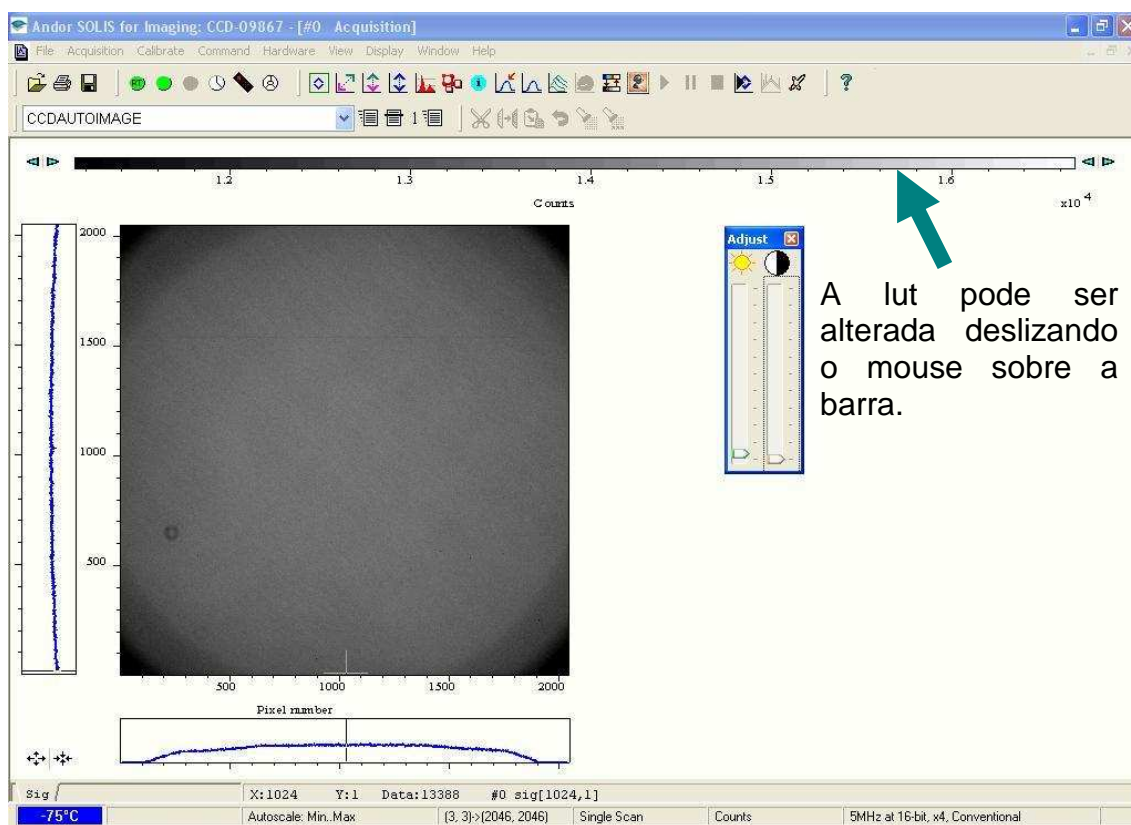 Andor SOLIS for Imaging: CCD-09867 - [#0 Acquisition]
File Acquisition Calibrate Command Hardware View Display Window Help
CCDAUTOIMAGE
1.2 1.3 1.4 1.5 1.6
Counts
x10 4
2000
1500
1000
500
Adjust
A lut pode ser
alterada deslizando
o mouse sobre a
barra.
500 1000 1500 2000
Pixel number
Sig
X:1024 Y:1 Data:13388 #0 sig[1024,1]
-75°C Autoscale: Min..Max (3, 3)->(2046, 2046) Single Scan Counts 5MHz at 16-bit, x4, Conventional